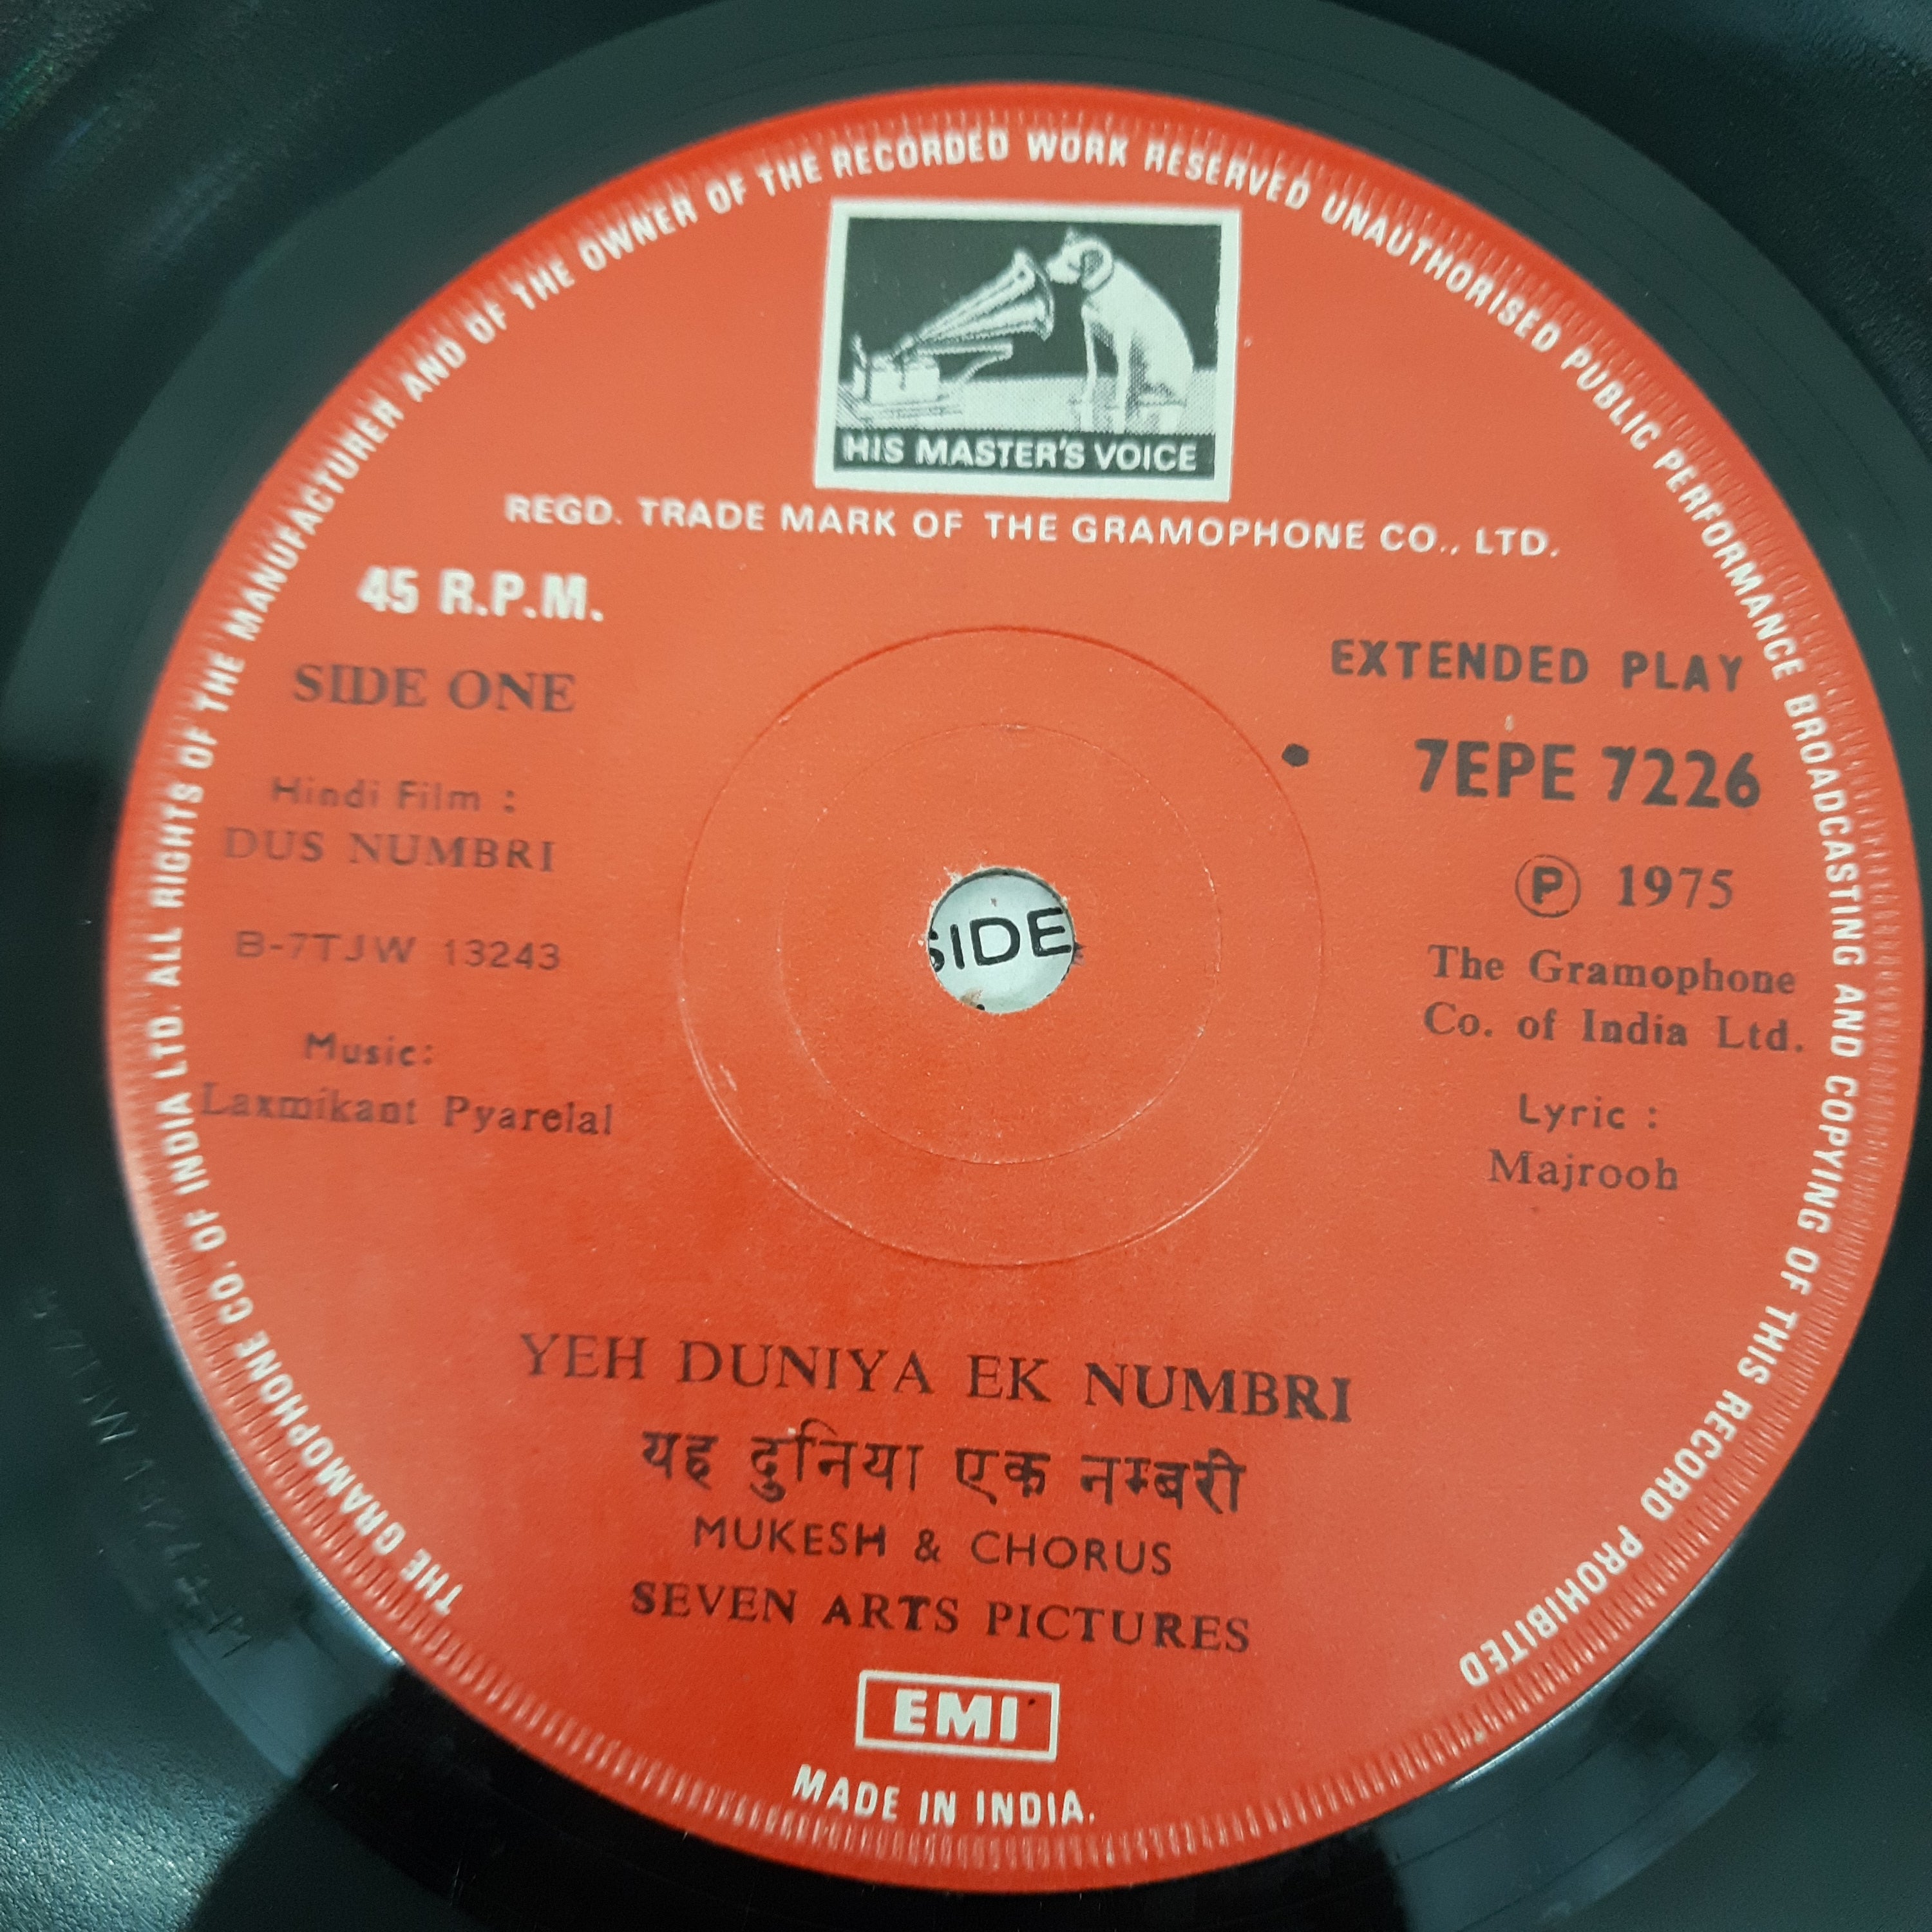 THE GRAMOPHONE CO. OF INDIA LTD. ALL RIGHTS OF THE MANUFACTURER AND OF THE OWNER OF THE RECORDED WORK RESERVED UNAUTHORISED PUBLIC PERFORMANCE BROADCASTING AND COPYING OF THIS RECORD PROHIBITED
HIS MASTER'S VOICE
REGD. TRADE MARK OF THE GRAMOPHONE CO., LTD.
45 R.P.M.
SIDE ONE
EXTENDED PLAY
7EPE 7226
Hindi Film :
DUS NUMBRI
Ⓟ 1975
B-7TJW 13243
The Gramophone
Co. of India Ltd.
SIDE
Music:
Laxmikant Pyarelal
Lyric :
Majrooh
YEH DUNIYA EK NUMBRI
यह दुनिया एक नम्बरी
MUKESH & CHORUS
SEVEN ARTS PICTURES
EMI
MADE IN INDIA.